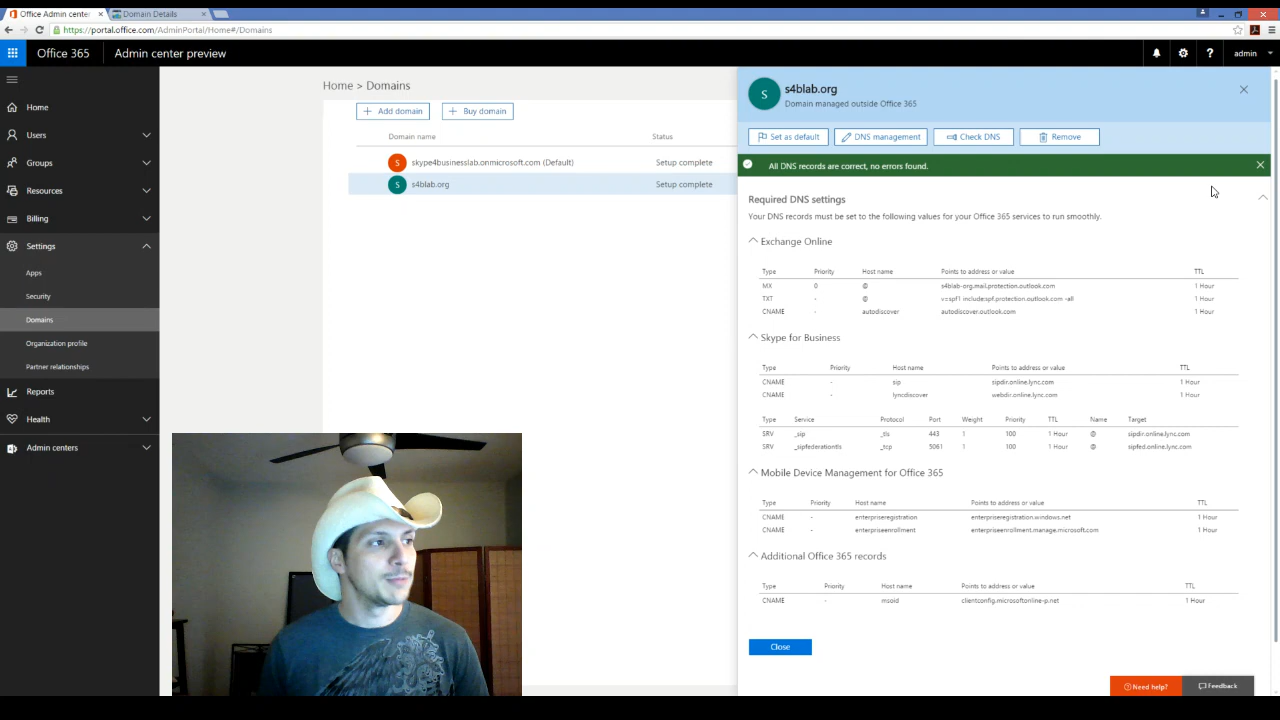 Office Admin center
Domain Details
https://portal.office.com/AdminPortal/Home#/Domains
Office 365
Admin center preview
admin
Home
Users
Groups
Resources
Billing
Settings
Apps
Security
Domains
Organization profile
Partner relationships
Reports
Health
Admin centers
Home > Domains
+ Add domain
+ Buy domain
Domain name Status
S skype4businesslab.onmicrosoft.com (Default) Setup complete
S s4blab.org Setup complete
S
s4blab.org
Domain managed outside Office 365
Set as default
DNS management
Check DNS
Remove
All DNS records are correct, no errors found.
Required DNS settings
Your DNS records must be set to the following values for your Office 365 services to run smoothly.
Exchange Online
Type Priority Host name Points to address or value TTL
MX 0 @ s4blab-org.mail.protection.outlook.com 1 Hour
TXT - @ v=spf1 include:spf.protection.outlook.com -all 1 Hour
CNAME - autodiscover autodiscover.outlook.com 1 Hour
Skype for Business
Type Priority Host name Points to address or value TTL
CNAME - sip sipdir.online.lync.com 1 Hour
CNAME - lyncdiscover webdir.online.lync.com 1 Hour
Type Service Protocol Port Weight Priority TTL Name Target
SRV _sip _tls 443 1 100 1 Hour @ sipdir.online.lync.com
SRV _sipfederationtls _tcp 5061 1 100 1 Hour @ sipfed.online.lync.com
Mobile Device Management for Office 365
Type Priority Host name Points to address or value TTL
CNAME - enterpriseregistration enterpriseregistration.windows.net 1 Hour
CNAME - enterpriseenrollment enterpriseenrollment.manage.microsoft.com 1 Hour
Additional Office 365 records
Type Priority Host name Points to address or value TTL
CNAME - msoid clientconfig.microsoftonline-p.net 1 Hour
Close
Need help?
Feedback